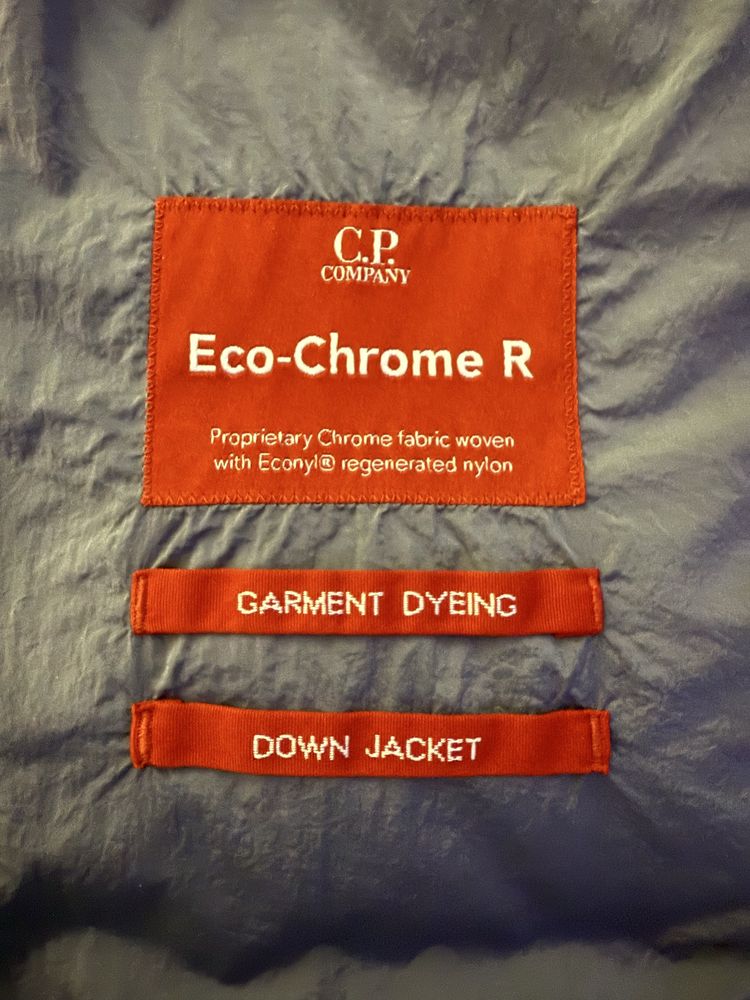 C.P.
COMPANY
Eco-Chrome R
Proprietary Chrome fabric woven
with Econyl® regenerated nylon
GARMENT DYEING
DOWN JACKET